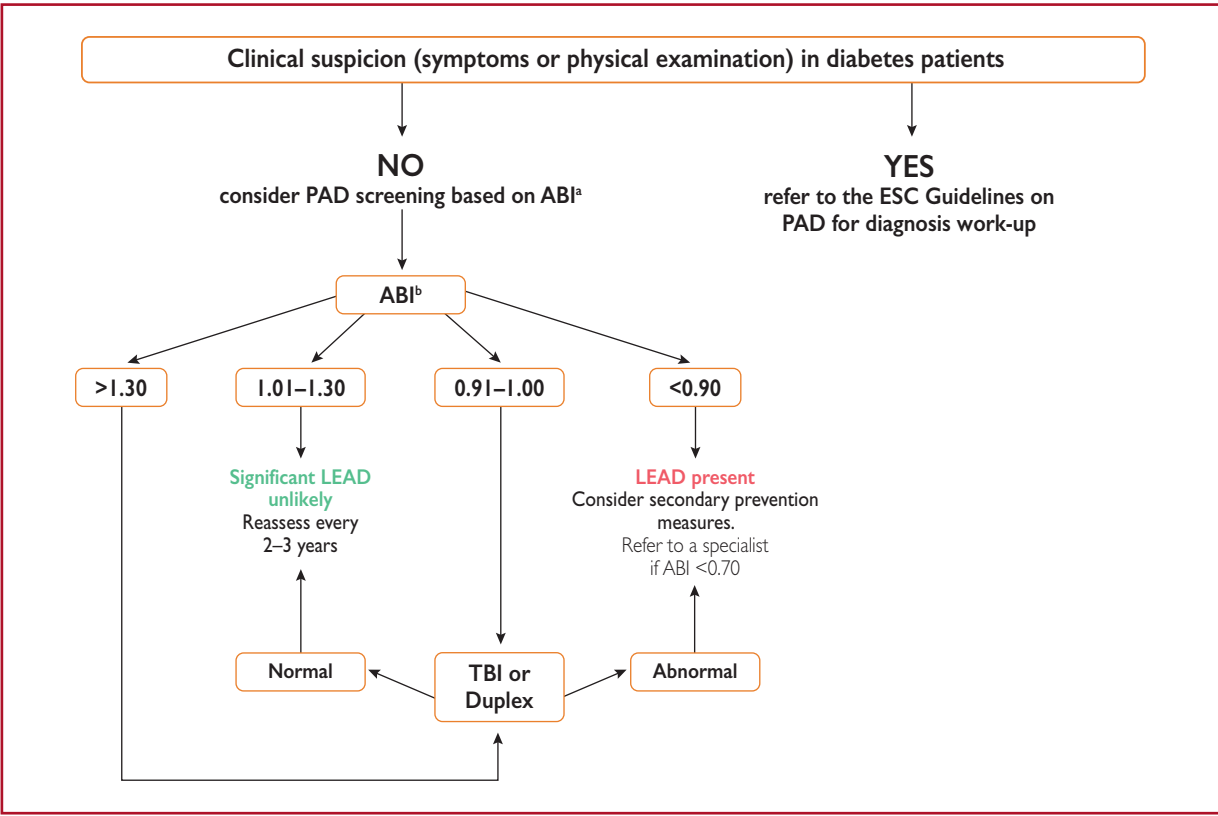 Clinical suspicion (symptoms or physical examination) in diabetes patients
NO
consider PAD screening based on ABIᵃ
YES
refer to the ESC Guidelines on
PAD for diagnosis work-up
ABIᵇ
>1.30
1.01–1.30
0.91–1.00
<0.90
Significant LEAD
unlikely
Reassess every
2–3 years
LEAD present
Consider secondary prevention
measures.
Refer to a specialist
if ABI <0.70
Normal
TBI or
Duplex
Abnormal